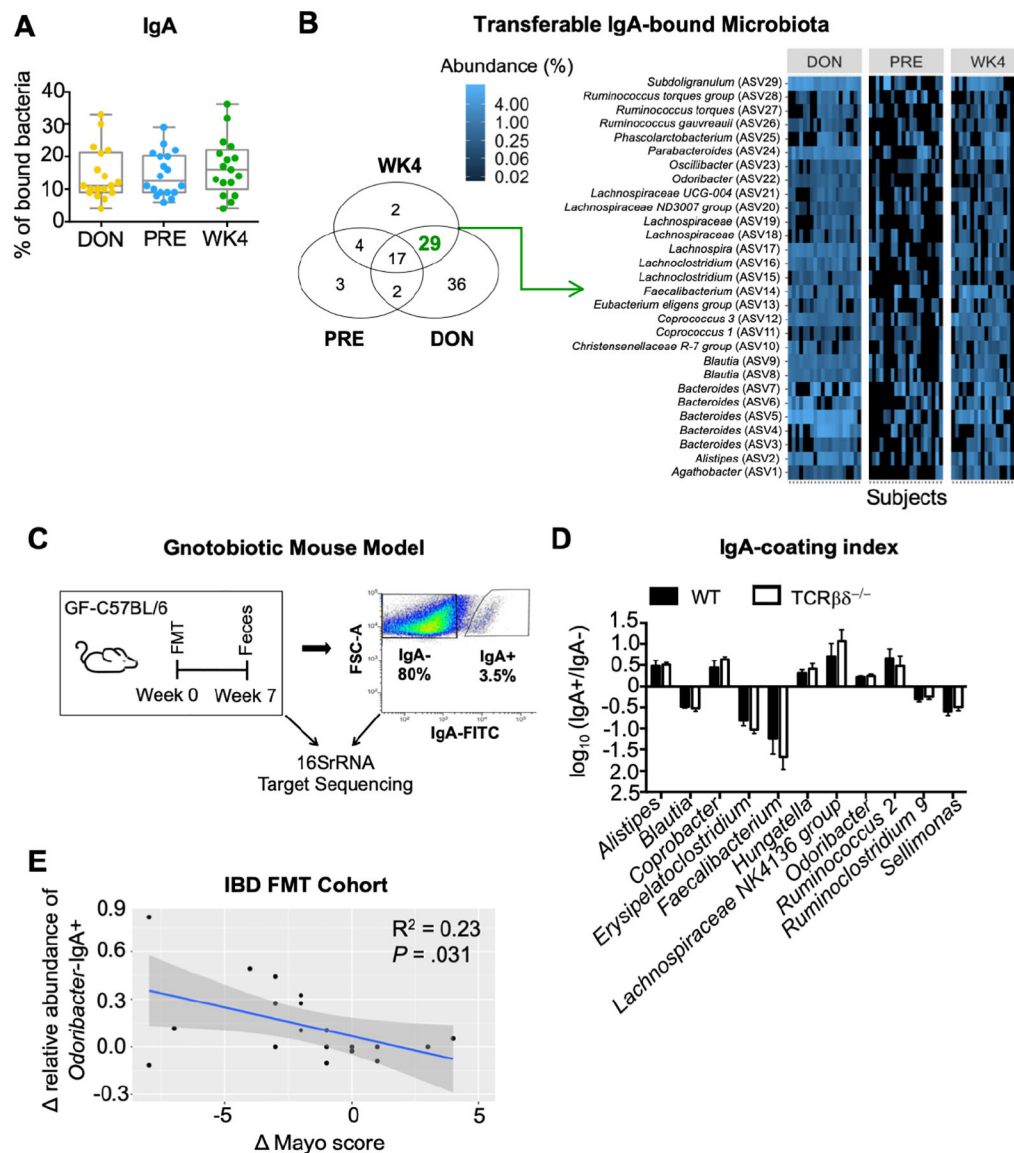 A
IgA
% of bound bacteria
40
30
20
10
0
DON PRE WK4
B
Transferable IgA-bound Microbiota
Abundance (%)
4.00
1.00
0.25
0.06
0.02
WK4
2
4
29
17
3
2
36
PRE
DON
DON PRE WK4
Subdoligranulum (ASV29)
Ruminococcus torques group (ASV28)
Ruminococcus torques (ASV27)
Ruminococcus gauvreauii (ASV26)
Phascolarctobacterium (ASV25)
Parabacteroides (ASV24)
Oscillibacter (ASV23)
Odoribacter (ASV22)
Lachnospiraceae UCG-004 (ASV21)
Lachnospiraceae ND3007 group (ASV20)
Lachnospiraceae (ASV19)
Lachnospiraceae (ASV18)
Lachnospira (ASV17)
Lachnoclostridium (ASV16)
Lachnoclostridium (ASV15)
Faecalibacterium (ASV14)
Eubacterium eligens group (ASV13)
Coprococcus 3 (ASV12)
Coprococcus 1 (ASV11)
Christensenellaceae R-7 group (ASV10)
Blautia (ASV9)
Blautia (ASV8)
Bacteroides (ASV7)
Bacteroides (ASV6)
Bacteroides (ASV5)
Bacteroides (ASV4)
Bacteroides (ASV3)
Alistipes (ASV2)
Agathobacter (ASV1)
Subjects
C
Gnotobiotic Mouse Model
GF-C57BL/6
FMT
Feces
Week 0 Week 7
FSC-A
10⁵
10⁴
10³
10²
IgA-
80%
IgA+
3.5%
10² 10³ 10⁴ 10⁵
IgA-FITC
16SrRNA
Target Sequencing
D
IgA-coating index
WT TCRβδ⁻/⁻
log₁₀ (IgA+/IgA-)
1.5
1.0
0.5
0
-0.5
-1.0
-1.5
2.0
2.5
Alistipes
Blautia
Coprobacter
Erysipelatoclostridium
Faecalibacterium
Hungatella
Lachnospiraceae NK4136 group
Odoribacter
Ruminococcus 2
Ruminoclostridium 9
Sellimonas
E
IBD FMT Cohort
Δ relative abundance of
Odoribacter-IgA+
0.9
0.6
0.3
0.0
-0.3
R² = 0.23
P = .031
-5 0 5
Δ Mayo score